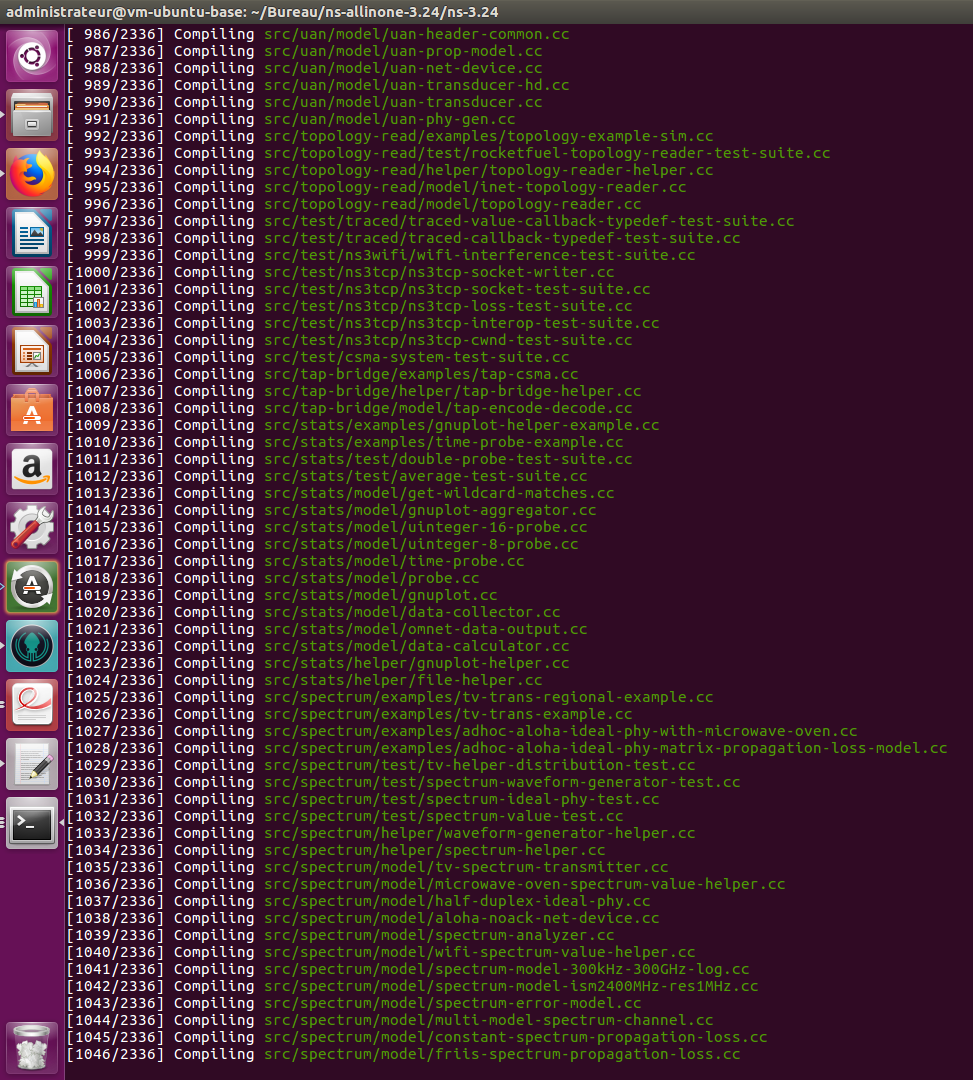 administrateur@vm-ubuntu-base: ~/Bureau/ns-allinone-3.24/ns-3.24
[ 986/2336] Compiling src/uan/model/uan-header-common.cc
[ 987/2336] Compiling src/uan/model/uan-prop-model.cc
[ 988/2336] Compiling src/uan/model/uan-net-device.cc
[ 989/2336] Compiling src/uan/model/uan-transducer-hd.cc
[ 990/2336] Compiling src/uan/model/uan-transducer.cc
[ 991/2336] Compiling src/uan/model/uan-phy-gen.cc
[ 992/2336] Compiling src/topology-read/examples/topology-example-sim.cc
[ 993/2336] Compiling src/topology-read/test/rocketfuel-topology-reader-test-suite.cc
[ 994/2336] Compiling src/topology-read/helper/topology-reader-helper.cc
[ 995/2336] Compiling src/topology-read/model/inet-topology-reader.cc
[ 996/2336] Compiling src/topology-read/model/topology-reader.cc
[ 997/2336] Compiling src/test/traced/traced-value-callback-typedef-test-suite.cc
[ 998/2336] Compiling src/test/traced/traced-callback-typedef-test-suite.cc
[ 999/2336] Compiling src/test/ns3wifi/wifi-interference-test-suite.cc
[1000/2336] Compiling src/test/ns3tcp/ns3tcp-socket-writer.cc
[1001/2336] Compiling src/test/ns3tcp/ns3tcp-socket-test-suite.cc
[1002/2336] Compiling src/test/ns3tcp/ns3tcp-loss-test-suite.cc
[1003/2336] Compiling src/test/ns3tcp/ns3tcp-interop-test-suite.cc
[1004/2336] Compiling src/test/ns3tcp/ns3tcp-cwnd-test-suite.cc
[1005/2336] Compiling src/test/csma-system-test-suite.cc
[1006/2336] Compiling src/tap-bridge/examples/tap-csma.cc
[1007/2336] Compiling src/tap-bridge/helper/tap-bridge-helper.cc
[1008/2336] Compiling src/tap-bridge/model/tap-encode-decode.cc
[1009/2336] Compiling src/stats/examples/gnuplot-helper-example.cc
[1010/2336] Compiling src/stats/examples/time-probe-example.cc
[1011/2336] Compiling src/stats/test/double-probe-test-suite.cc
[1012/2336] Compiling src/stats/test/average-test-suite.cc
[1013/2336] Compiling src/stats/model/get-wildcard-matches.cc
[1014/2336] Compiling src/stats/model/gnuplot-aggregator.cc
[1015/2336] Compiling src/stats/model/uinteger-16-probe.cc
[1016/2336] Compiling src/stats/model/uinteger-8-probe.cc
[1017/2336] Compiling src/stats/model/time-probe.cc
[1018/2336] Compiling src/stats/model/probe.cc
[1019/2336] Compiling src/stats/model/gnuplot.cc
[1020/2336] Compiling src/stats/model/data-collector.cc
[1021/2336] Compiling src/stats/model/omnet-data-output.cc
[1022/2336] Compiling src/stats/model/data-calculator.cc
[1023/2336] Compiling src/stats/helper/gnuplot-helper.cc
[1024/2336] Compiling src/stats/helper/file-helper.cc
[1025/2336] Compiling src/spectrum/examples/tv-trans-regional-example.cc
[1026/2336] Compiling src/spectrum/examples/tv-trans-example.cc
[1027/2336] Compiling src/spectrum/examples/adhoc-aloha-ideal-phy-with-microwave-oven.cc
[1028/2336] Compiling src/spectrum/examples/adhoc-aloha-ideal-phy-matrix-propagation-loss-model.cc
[1029/2336] Compiling src/spectrum/test/tv-helper-distribution-test.cc
[1030/2336] Compiling src/spectrum/test/spectrum-waveform-generator-test.cc
[1031/2336] Compiling src/spectrum/test/spectrum-ideal-phy-test.cc
[1032/2336] Compiling src/spectrum/test/spectrum-value-test.cc
[1033/2336] Compiling src/spectrum/helper/waveform-generator-helper.cc
[1034/2336] Compiling src/spectrum/helper/spectrum-helper.cc
[1035/2336] Compiling src/spectrum/model/tv-spectrum-transmitter.cc
[1036/2336] Compiling src/spectrum/model/microwave-oven-spectrum-value-helper.cc
[1037/2336] Compiling src/spectrum/model/half-duplex-ideal-phy.cc
[1038/2336] Compiling src/spectrum/model/aloha-noack-net-device.cc
[1039/2336] Compiling src/spectrum/model/spectrum-analyzer.cc
[1040/2336] Compiling src/spectrum/model/wifi-spectrum-value-helper.cc
[1041/2336] Compiling src/spectrum/model/spectrum-model-300kHz-300GHz-log.cc
[1042/2336] Compiling src/spectrum/model/spectrum-model-ism2400MHz-res1MHz.cc
[1043/2336] Compiling src/spectrum/model/spectrum-error-model.cc
[1044/2336] Compiling src/spectrum/model/multi-model-spectrum-channel.cc
[1045/2336] Compiling src/spectrum/model/constant-spectrum-propagation-loss.cc
[1046/2336] Compiling src/spectrum/model/friis-spectrum-propagation-loss.cc